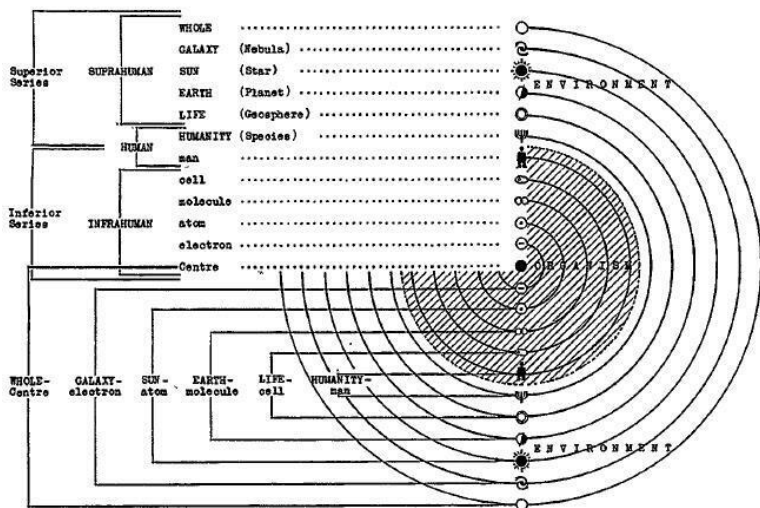 WHOLE
GALAXY (Nebula)
Superior Series
SUPRAHUMAN
SUN (Star)
ENVIRONMENT
EARTH (Planet)
LIFE (Geosphere)
HUMANITY (Species)
HUMAN
man
cell
molecule
Inferior Series
INFRAHUMAN
atom
electron
Centre
ORGANISM
WHOLE-
Centre
GALAXY-
electron
SUN-
atom
EARTH-
molecule
LIFE-
cell
HUMANITY-
man
ENVIRONMENT